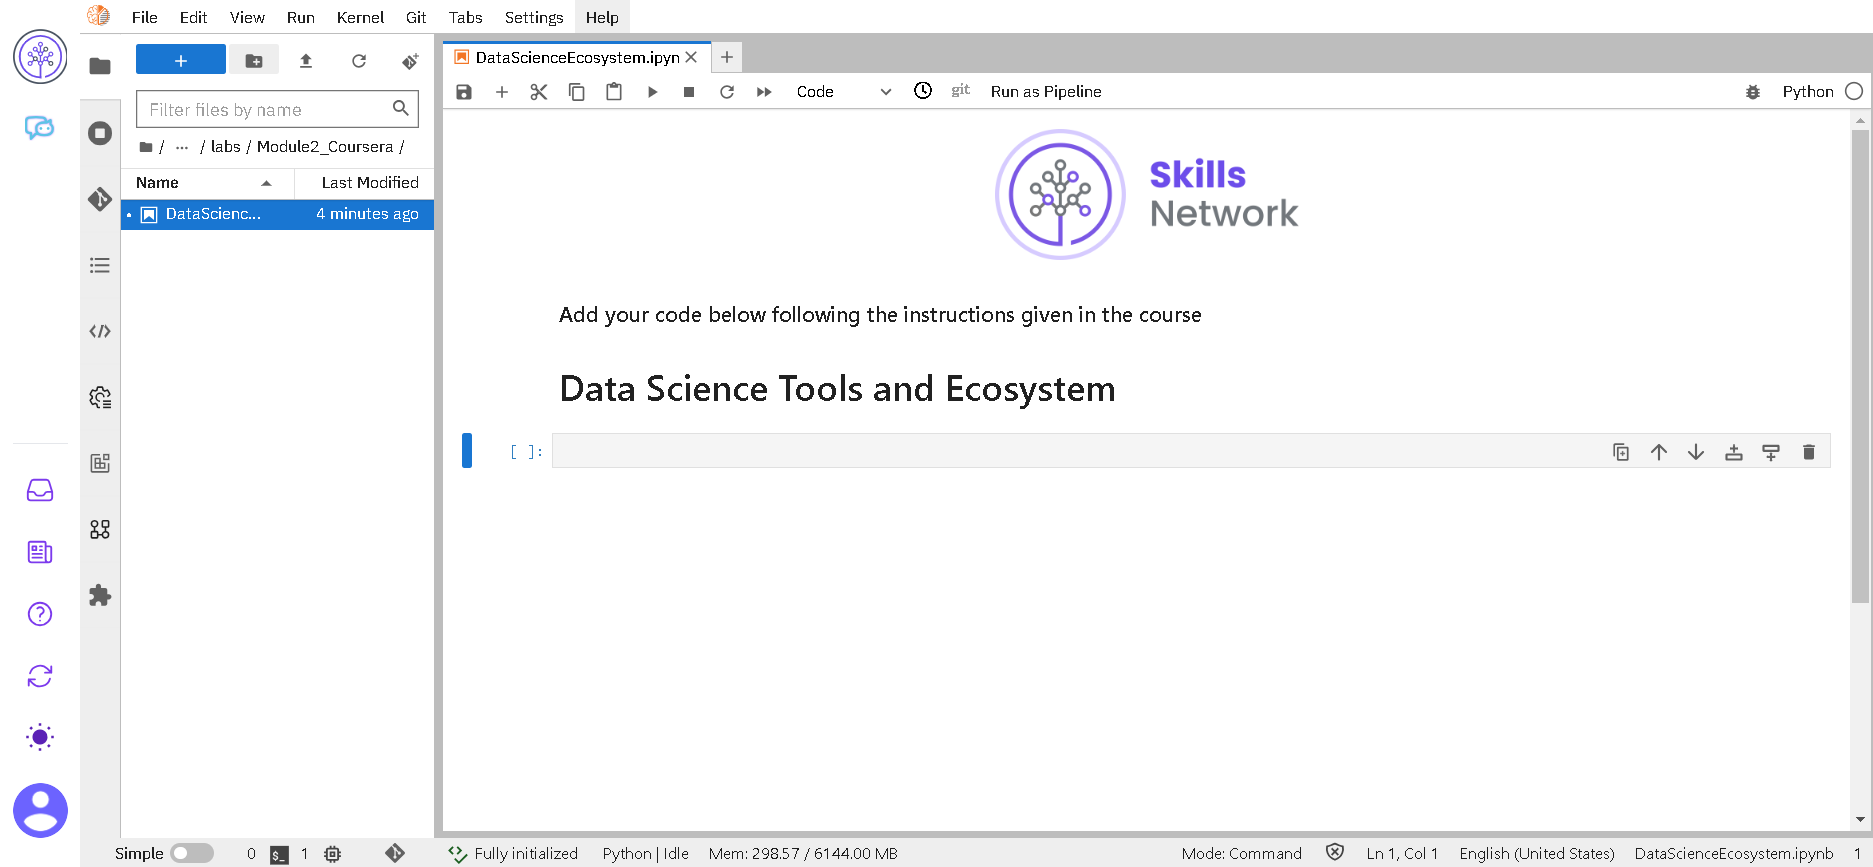 File Edit View Run Kernel Git Tabs Settings Help
Filter files by name
/ ... / labs / Module2_Coursera /
Name Last Modified
DataScienc... 4 minutes ago
DataScienceEcosystem.ipyn
Code git Run as Pipeline Python
Skills
Network
Add your code below following the instructions given in the course
Data Science Tools and Ecosystem
[ ]:
Simple 0 $_ 1 Fully initialized Python | Idle Mem: 298.57 / 6144.00 MB Mode: Command Ln 1, Col 1 English (United States) DataScienceEcosystem.ipynb 1